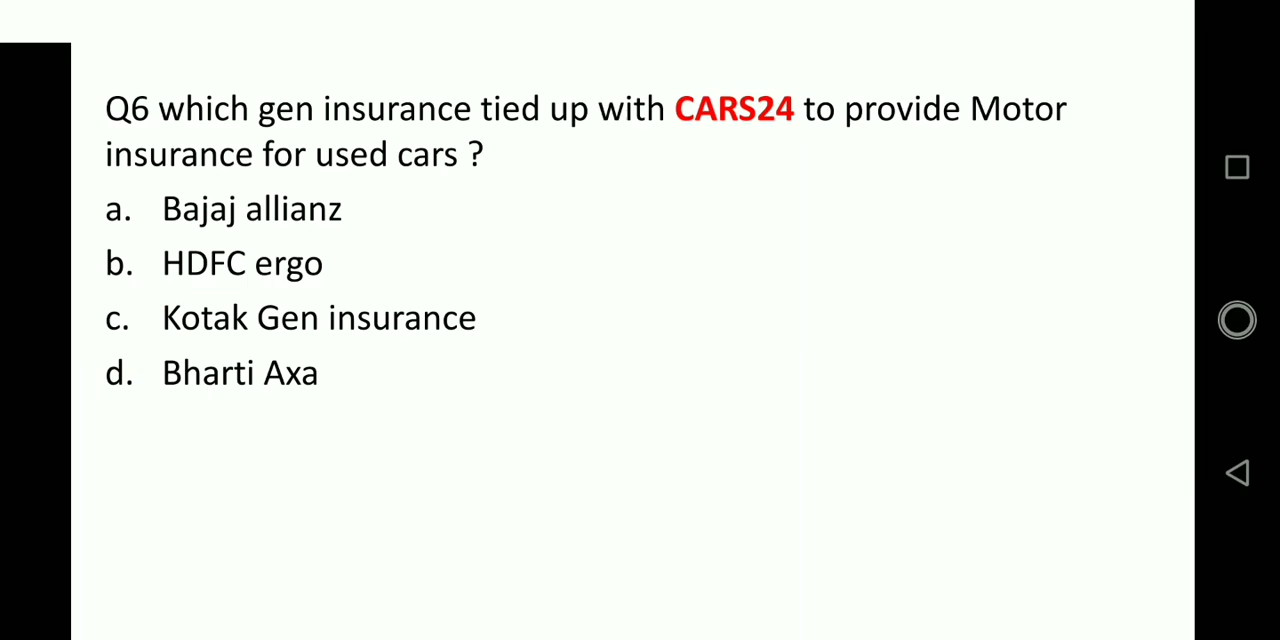 Q6 which gen insurance tied up with CARS24 to provide Motor
insurance for used cars ?
a. Bajaj allianz
b. HDFC ergo
c. Kotak Gen insurance
d. Bharti Axa